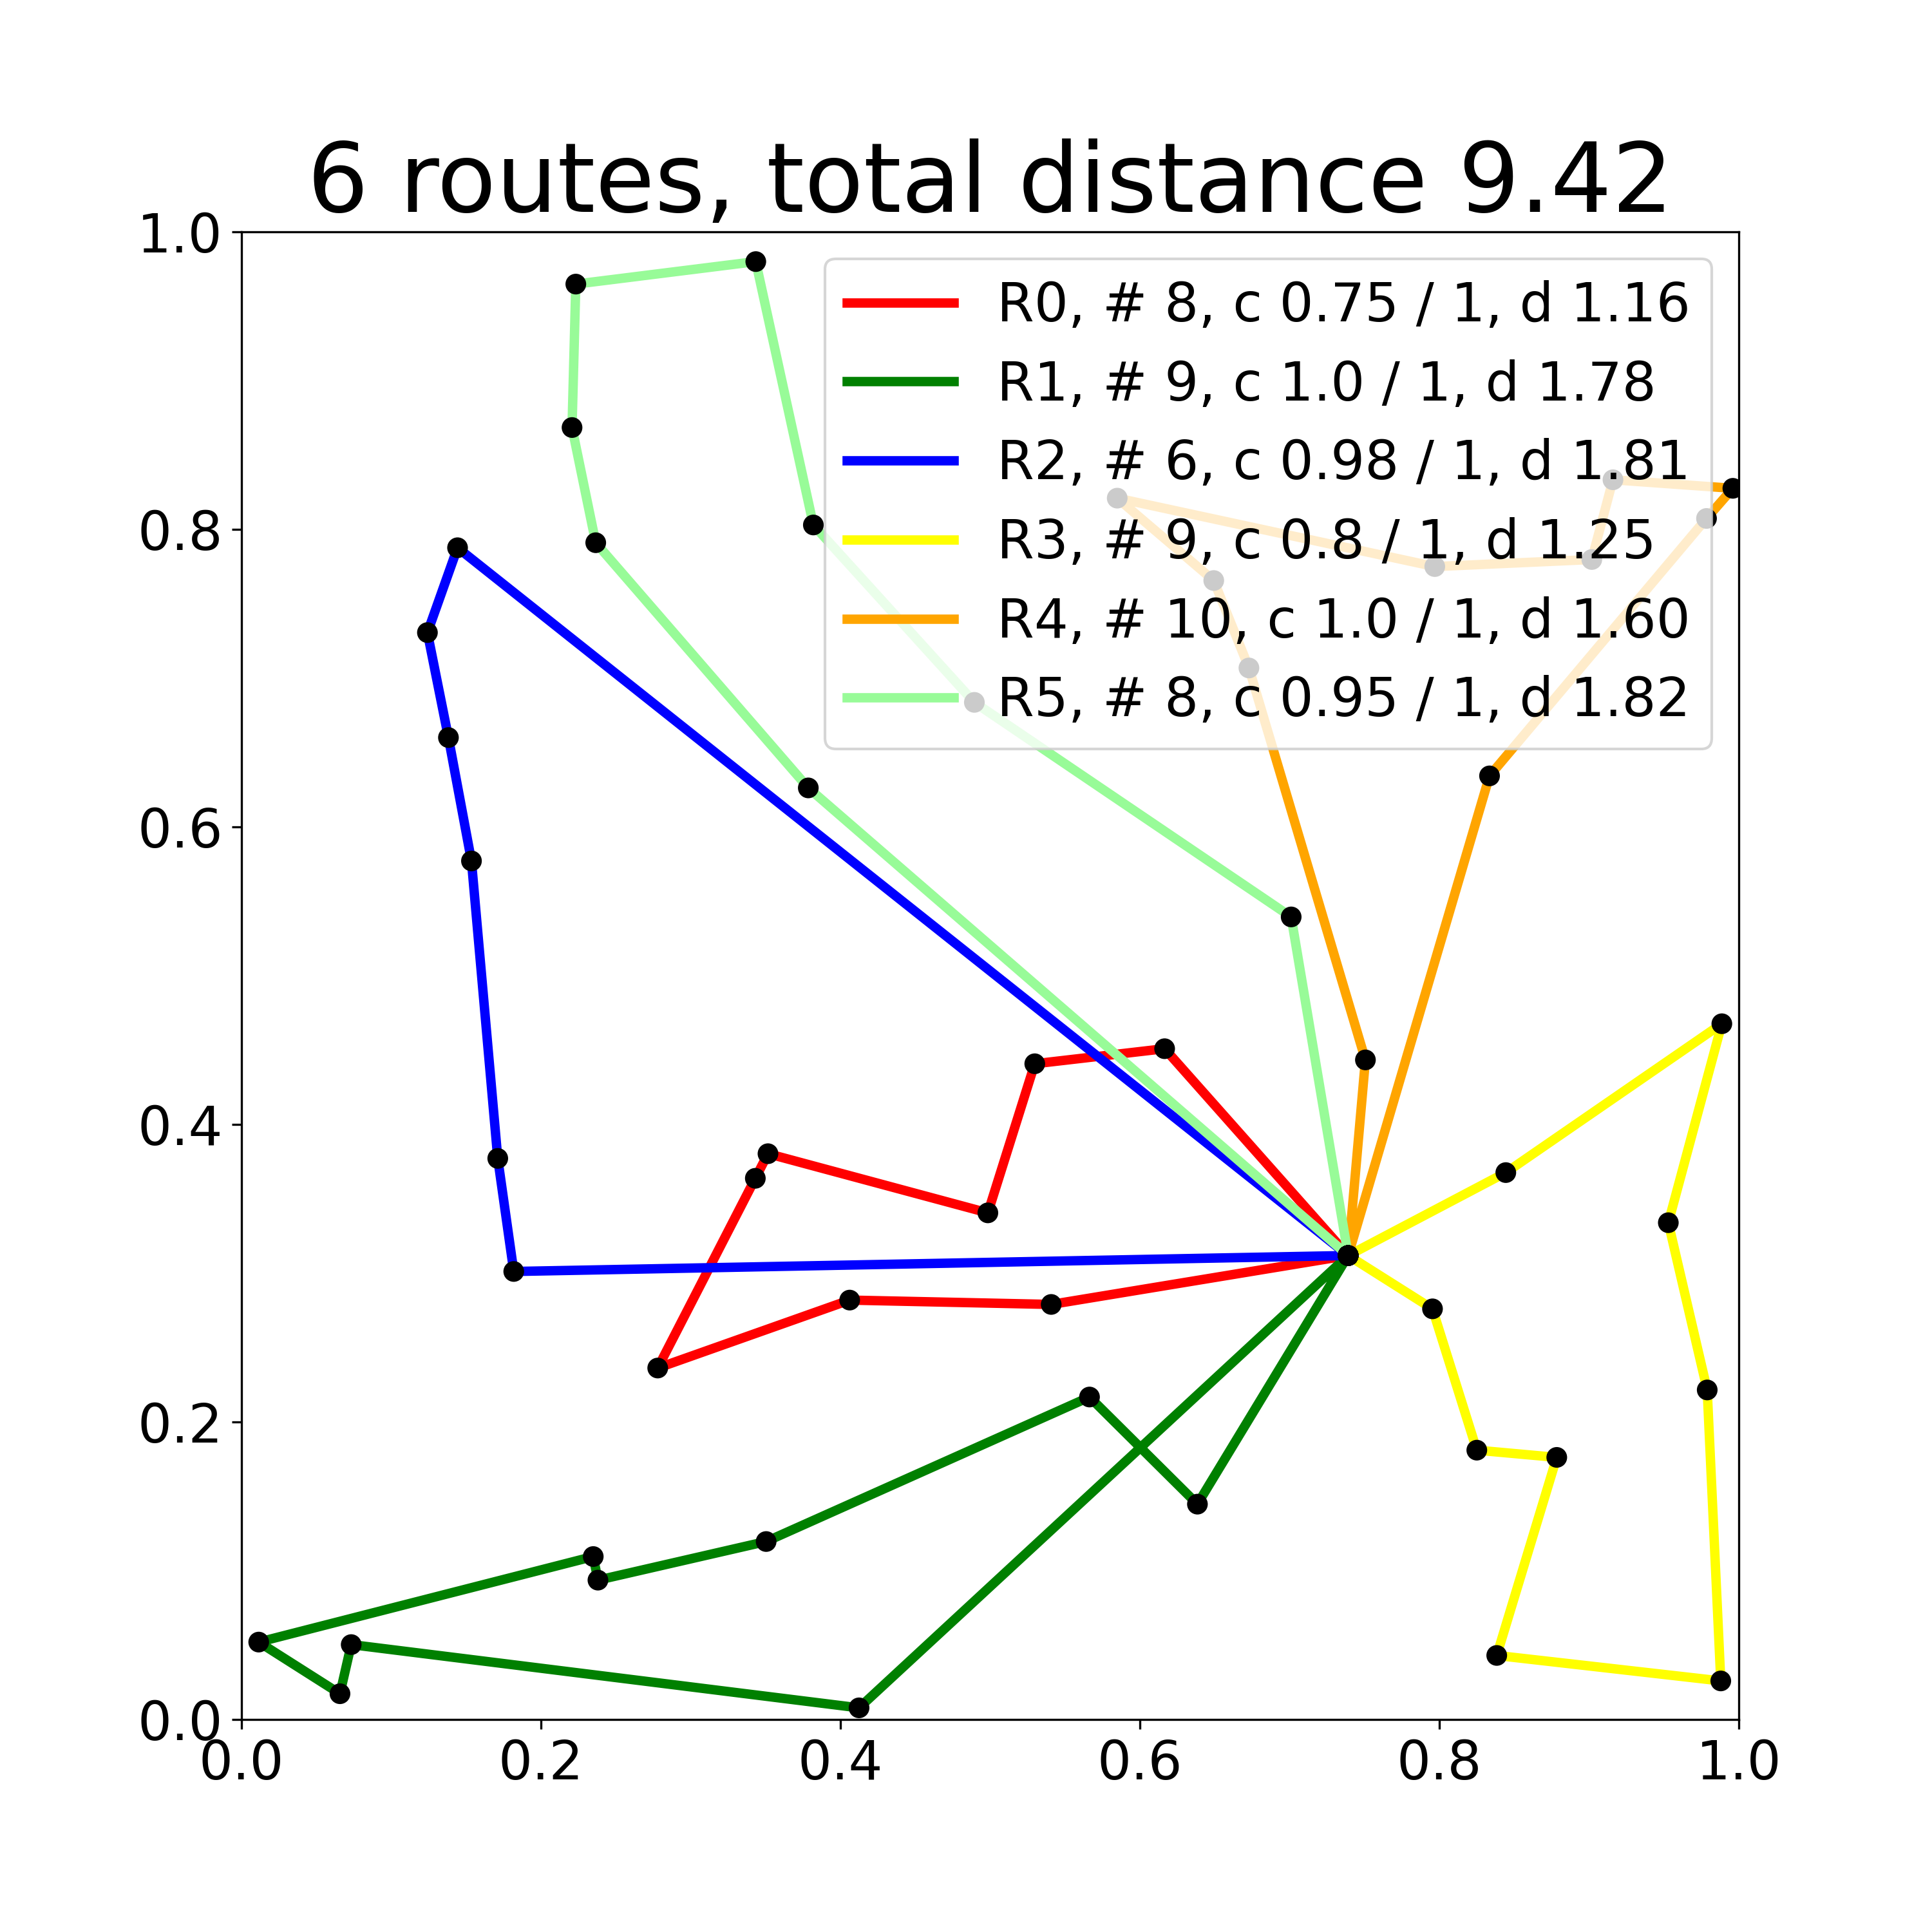 6 routes, total distance 9.42
1.0
R0, # 8, c 0.75 / 1, d 1.16
R1, # 9, c 1.0 / 1, d 1.78
R2, # 6, c 0.98 / 1, d 1.81
R3, # 9, c 0.8 / 1, d 1.25
R4, # 10, c 1.0 / 1, d 1.60
R5, # 8, c 0.95 / 1, d 1.82
0.8
0.6
0.4
0.2
0.0
0.0 0.2 0.4 0.6 0.8 1.0